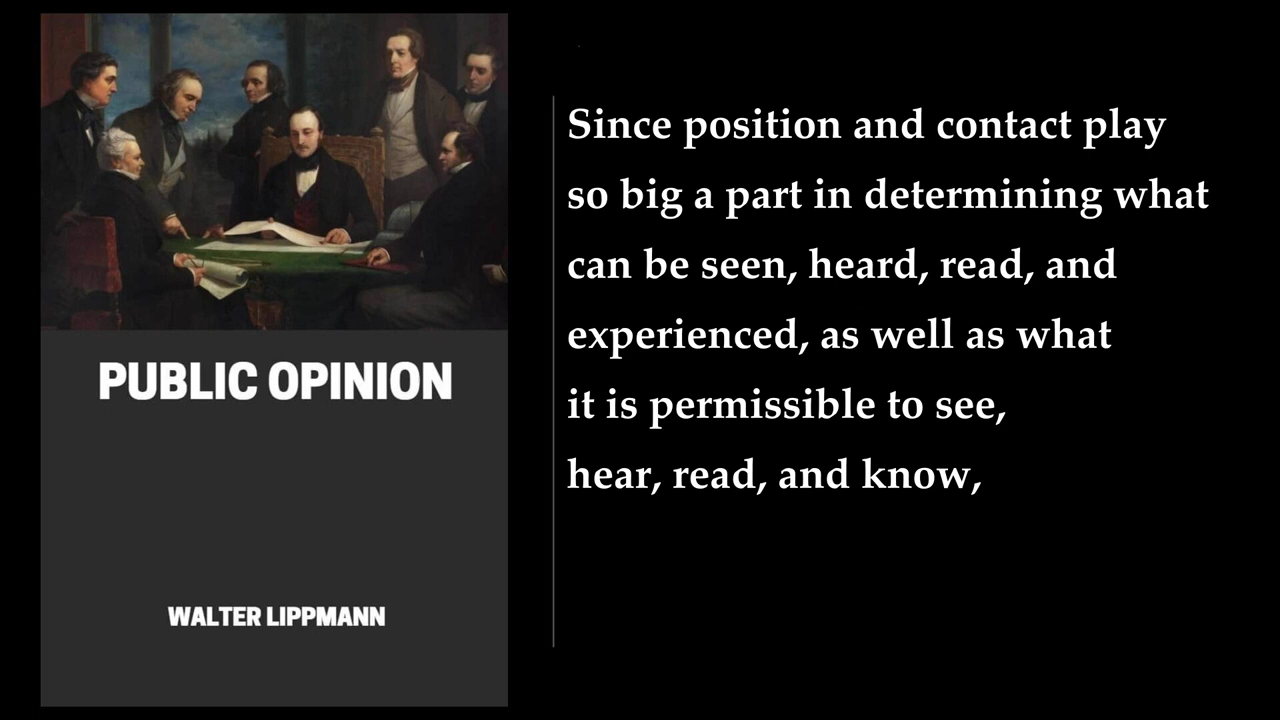 PUBLIC OPINION
WALTER LIPPMANN
Since position and contact play
so big a part in determining what
can be seen, heard, read, and
experienced, as well as what
it is permissible to see,
hear, read, and know,